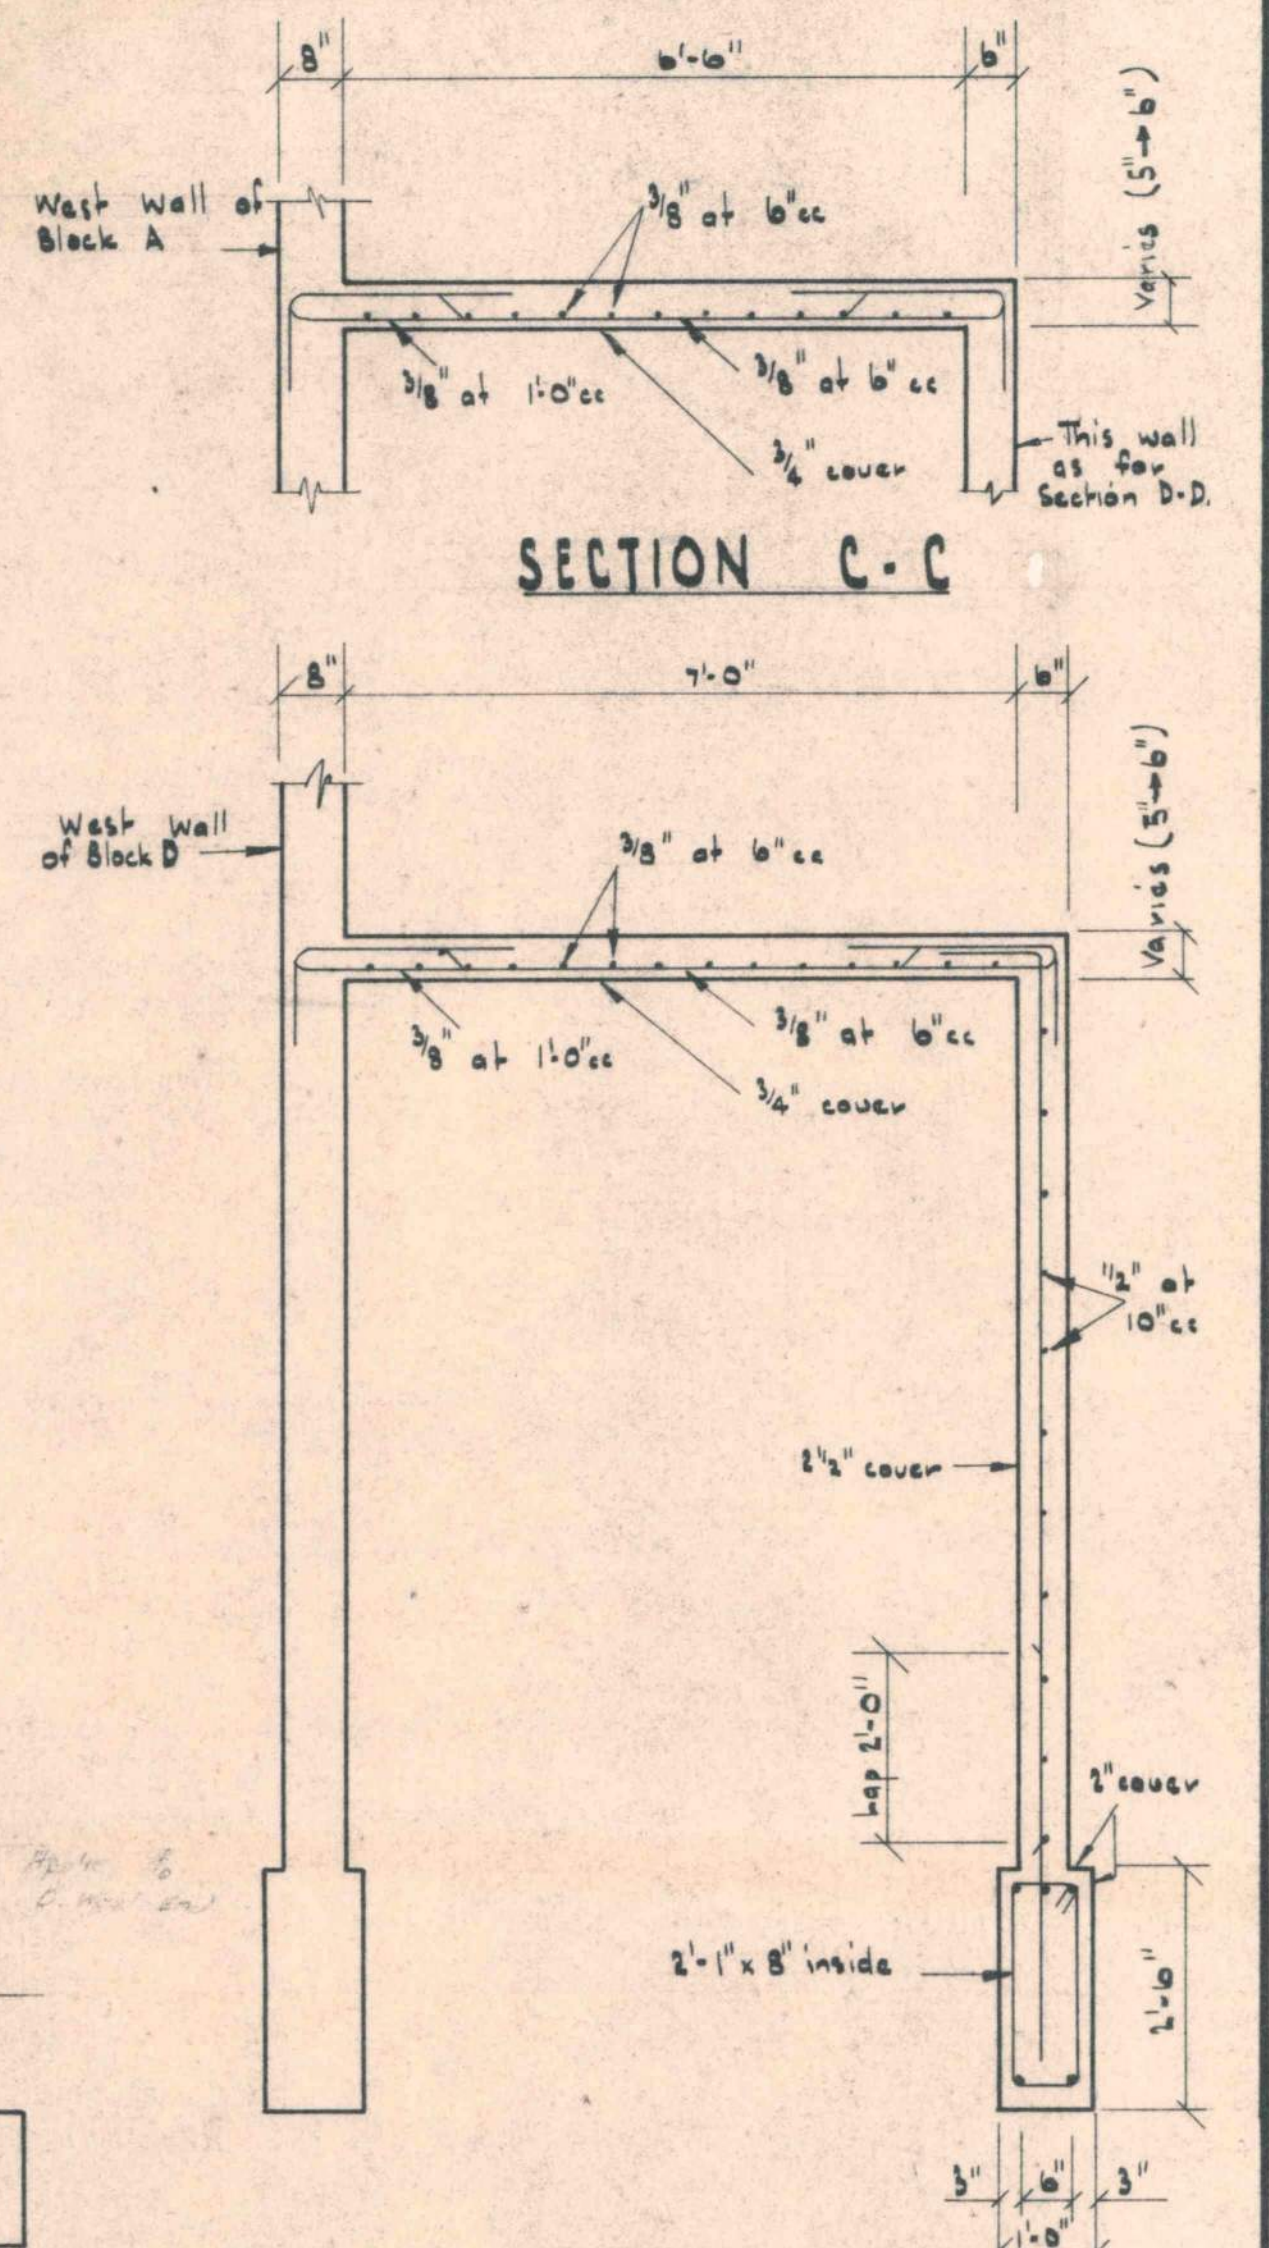 8" 6'-6" 6"
Varies (5"→6")
West Wall of
Block A
3/8" at 6"cc
3/8" at 1'-0"cc
3/8" at 6"cc
3/4" cover
This wall
as for
Section D-D.
SECTION C-C
8" 7'-0" 6"
Varies (5"→6")
West Wall
of Block D
3/8" at 6"cc
3/8" at 1'-0"cc
3/8" at 6"cc
3/4" cover
1/2" at
10"cc
2 1/2" cover
Lap 2'-0"
2" cover
2'-1" x 8" inside
2'-6"
3" 6" 3"
1'-0"